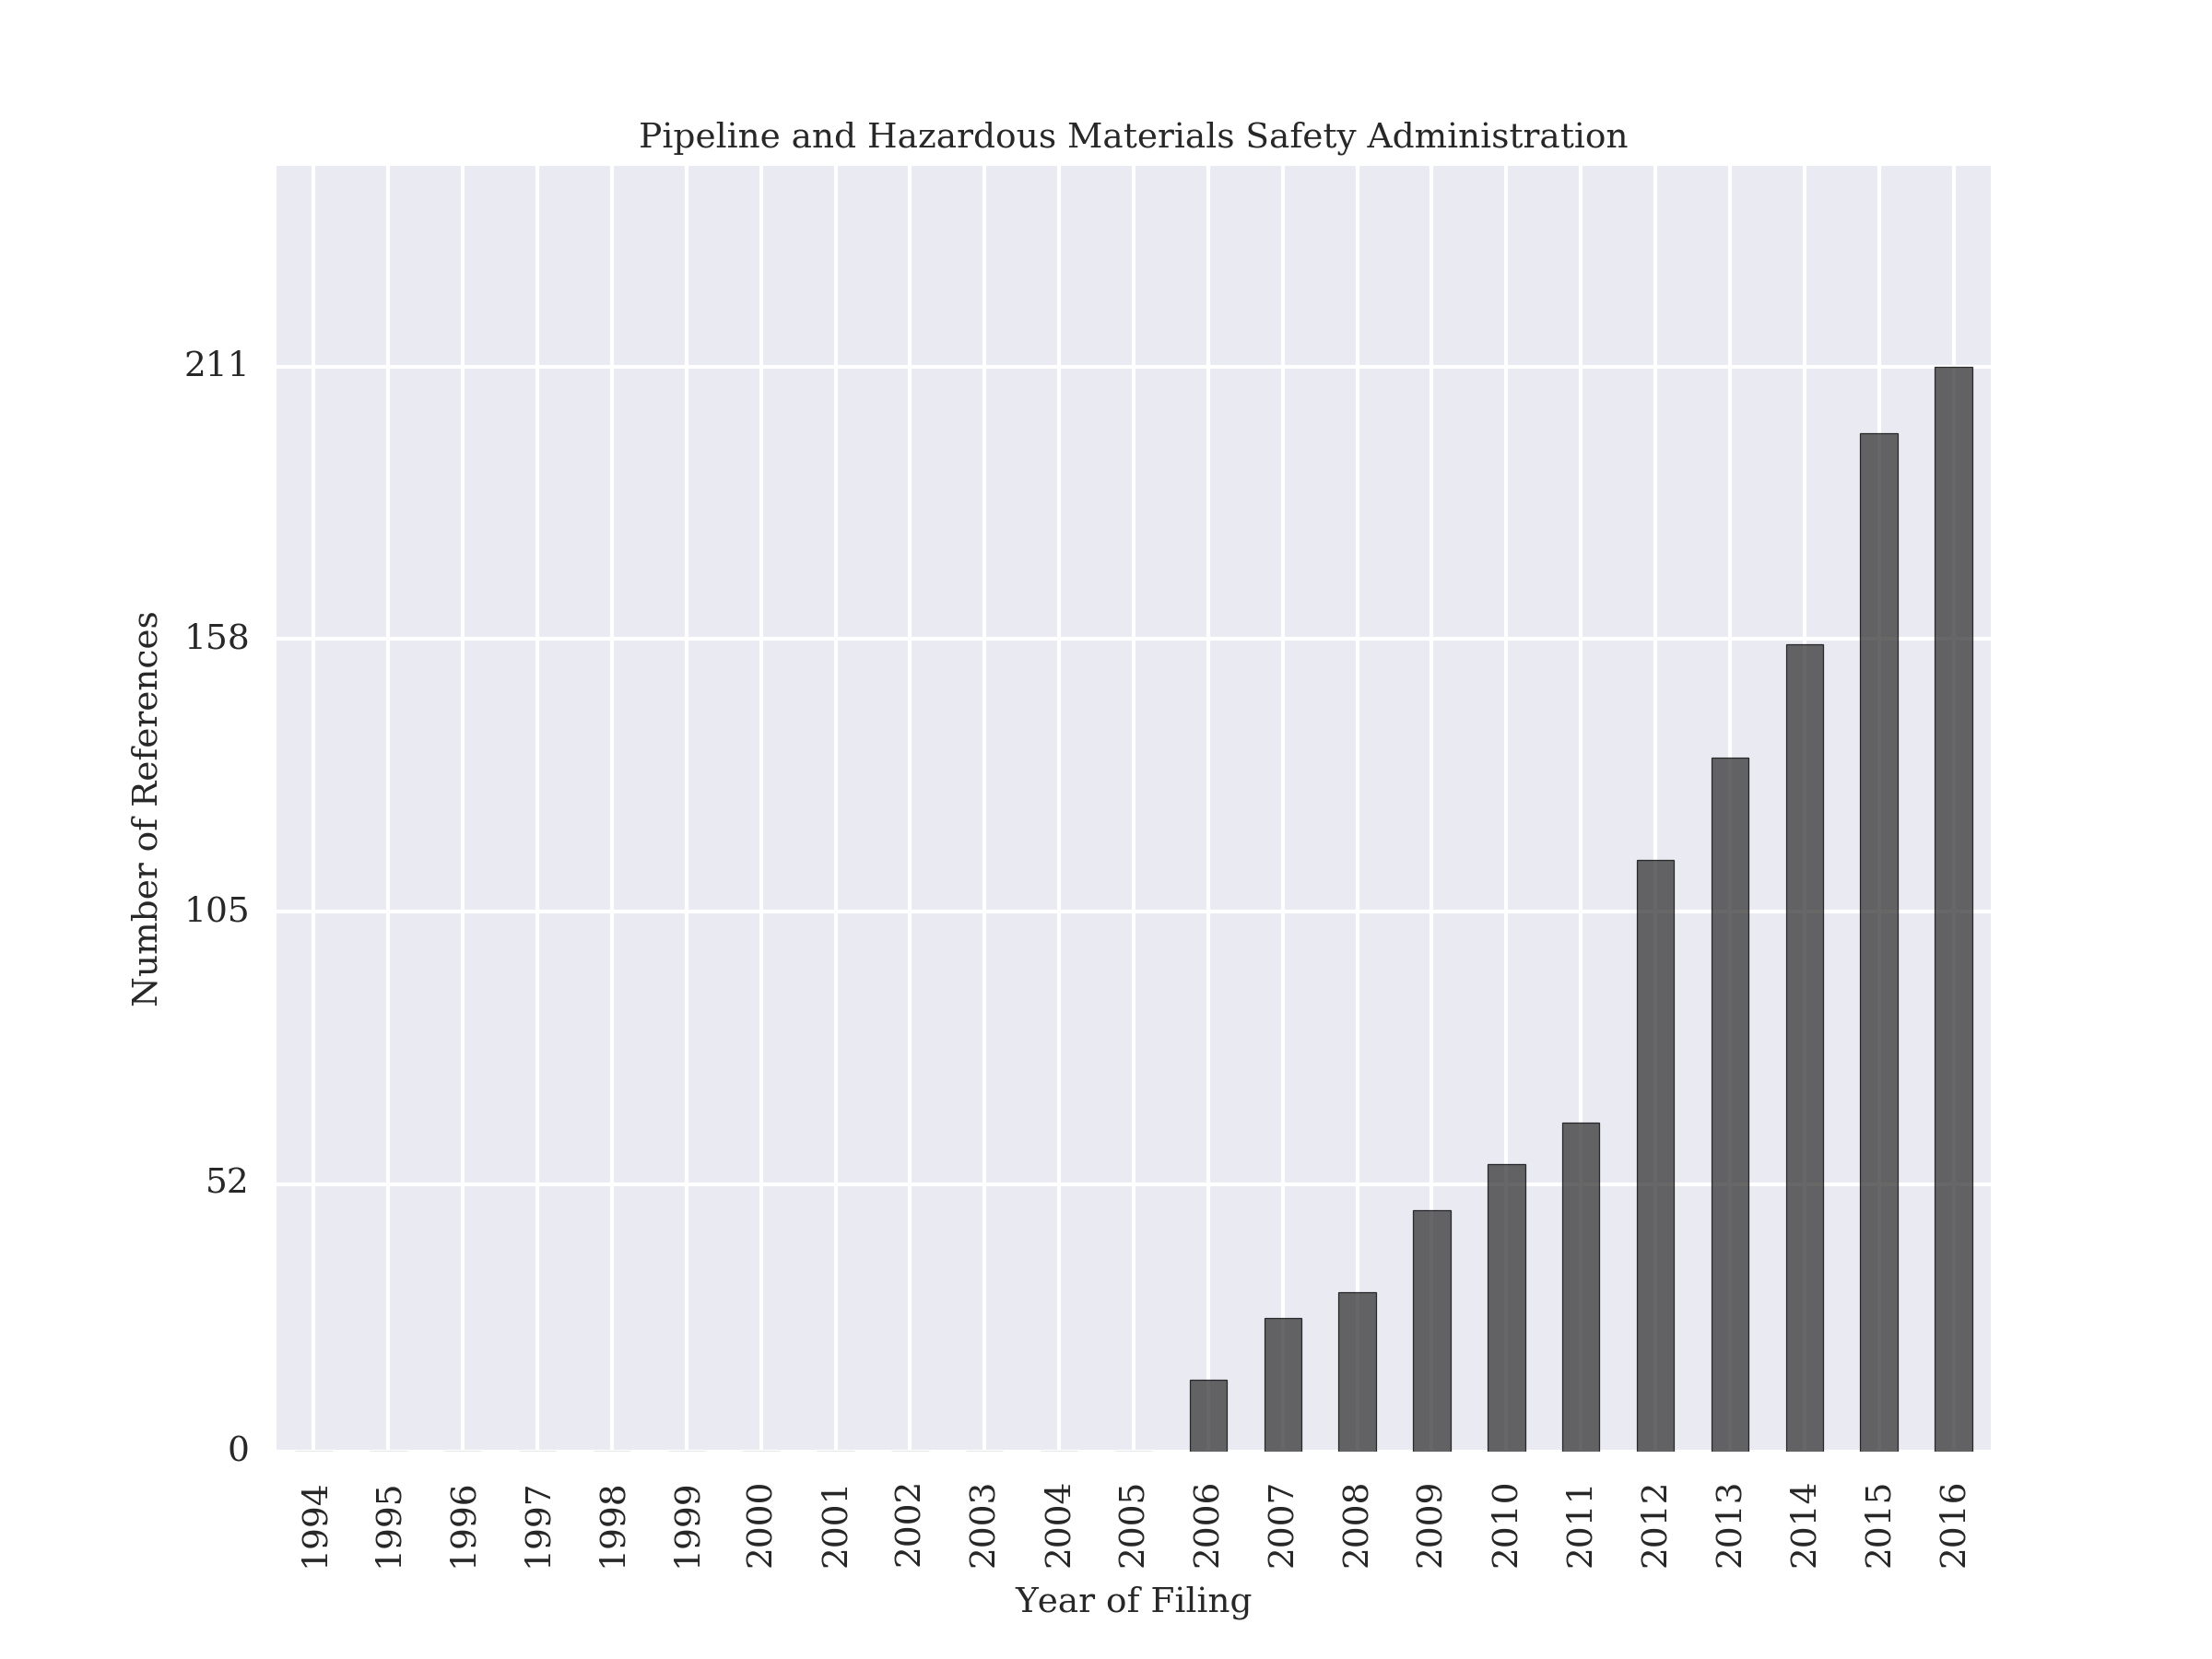 Pipeline and Hazardous Materials Safety Administration
Number of References
211
158
105
52
0
1994 1995 1996 1997 1998 1999 2000 2001 2002 2003 2004 2005 2006 2007 2008 2009 2010 2011 2012 2013 2014 2015 2016
Year of Filing